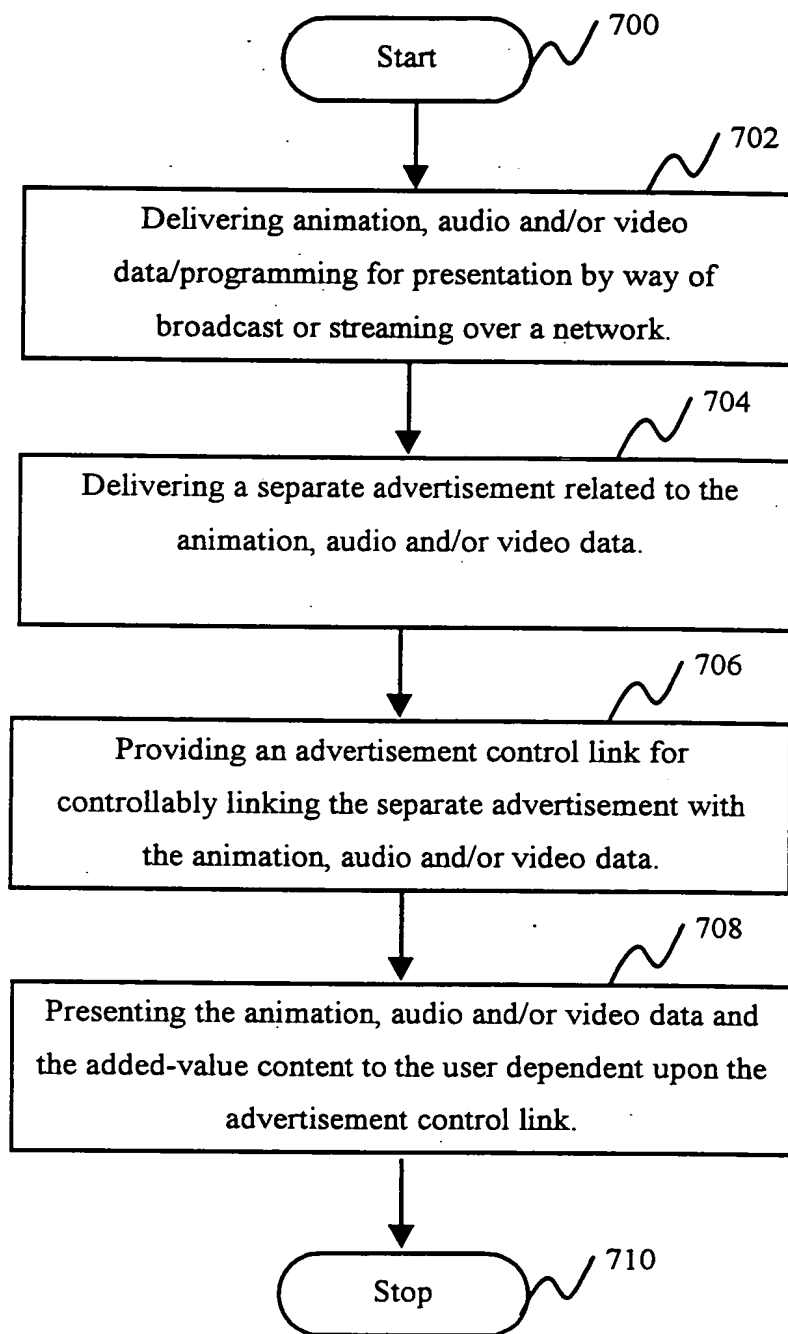 Start
700
702
Delivering animation, audio and/or video
data/programming for presentation by way of
broadcast or streaming over a network.
704
Delivering a separate advertisement related to the
animation, audio and/or video data.
706
Providing an advertisement control link for
controllably linking the separate advertisement with
the animation, audio and/or video data.
708
Presenting the animation, audio and/or video data and
the added-value content to the user dependent upon the
advertisement control link.
Stop
710